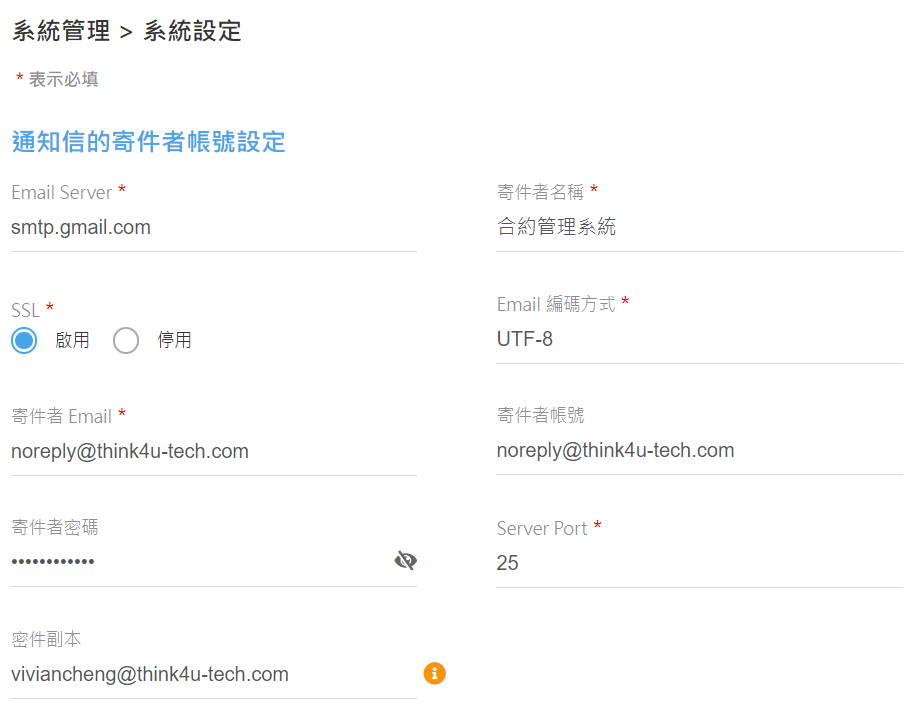 系統管理 > 系統設定
* 表示必填
通知信的寄件者帳號設定
Email Server *
smtp.gmail.com
寄件者名稱 *
合約管理系統
SSL *
啟用 停用
Email 編碼方式 *
UTF-8
寄件者 Email *
noreply@think4u-tech.com
寄件者帳號
noreply@think4u-tech.com
寄件者密碼
••••••••••••
Server Port *
25
密件副本
viviancheng@think4u-tech.com